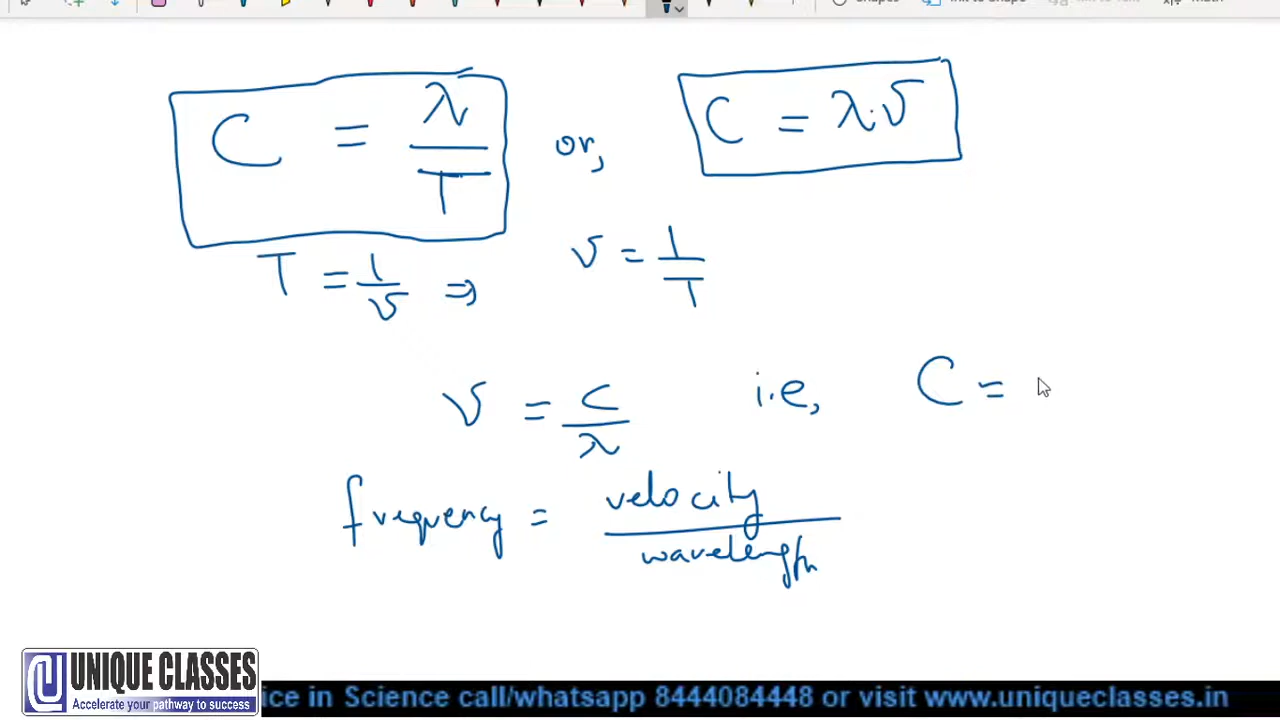 C = λ/T or, C = λ.ν
T = 1/ν ⇒ ν = 1/T
ν = c/λ i.e, C =
frequency = velocity/wavelength
UNIQUE CLASSES
Accelerate your pathway to success
ice in Science call/whatsapp 8444084448 or visit www.uniqueclasses.in